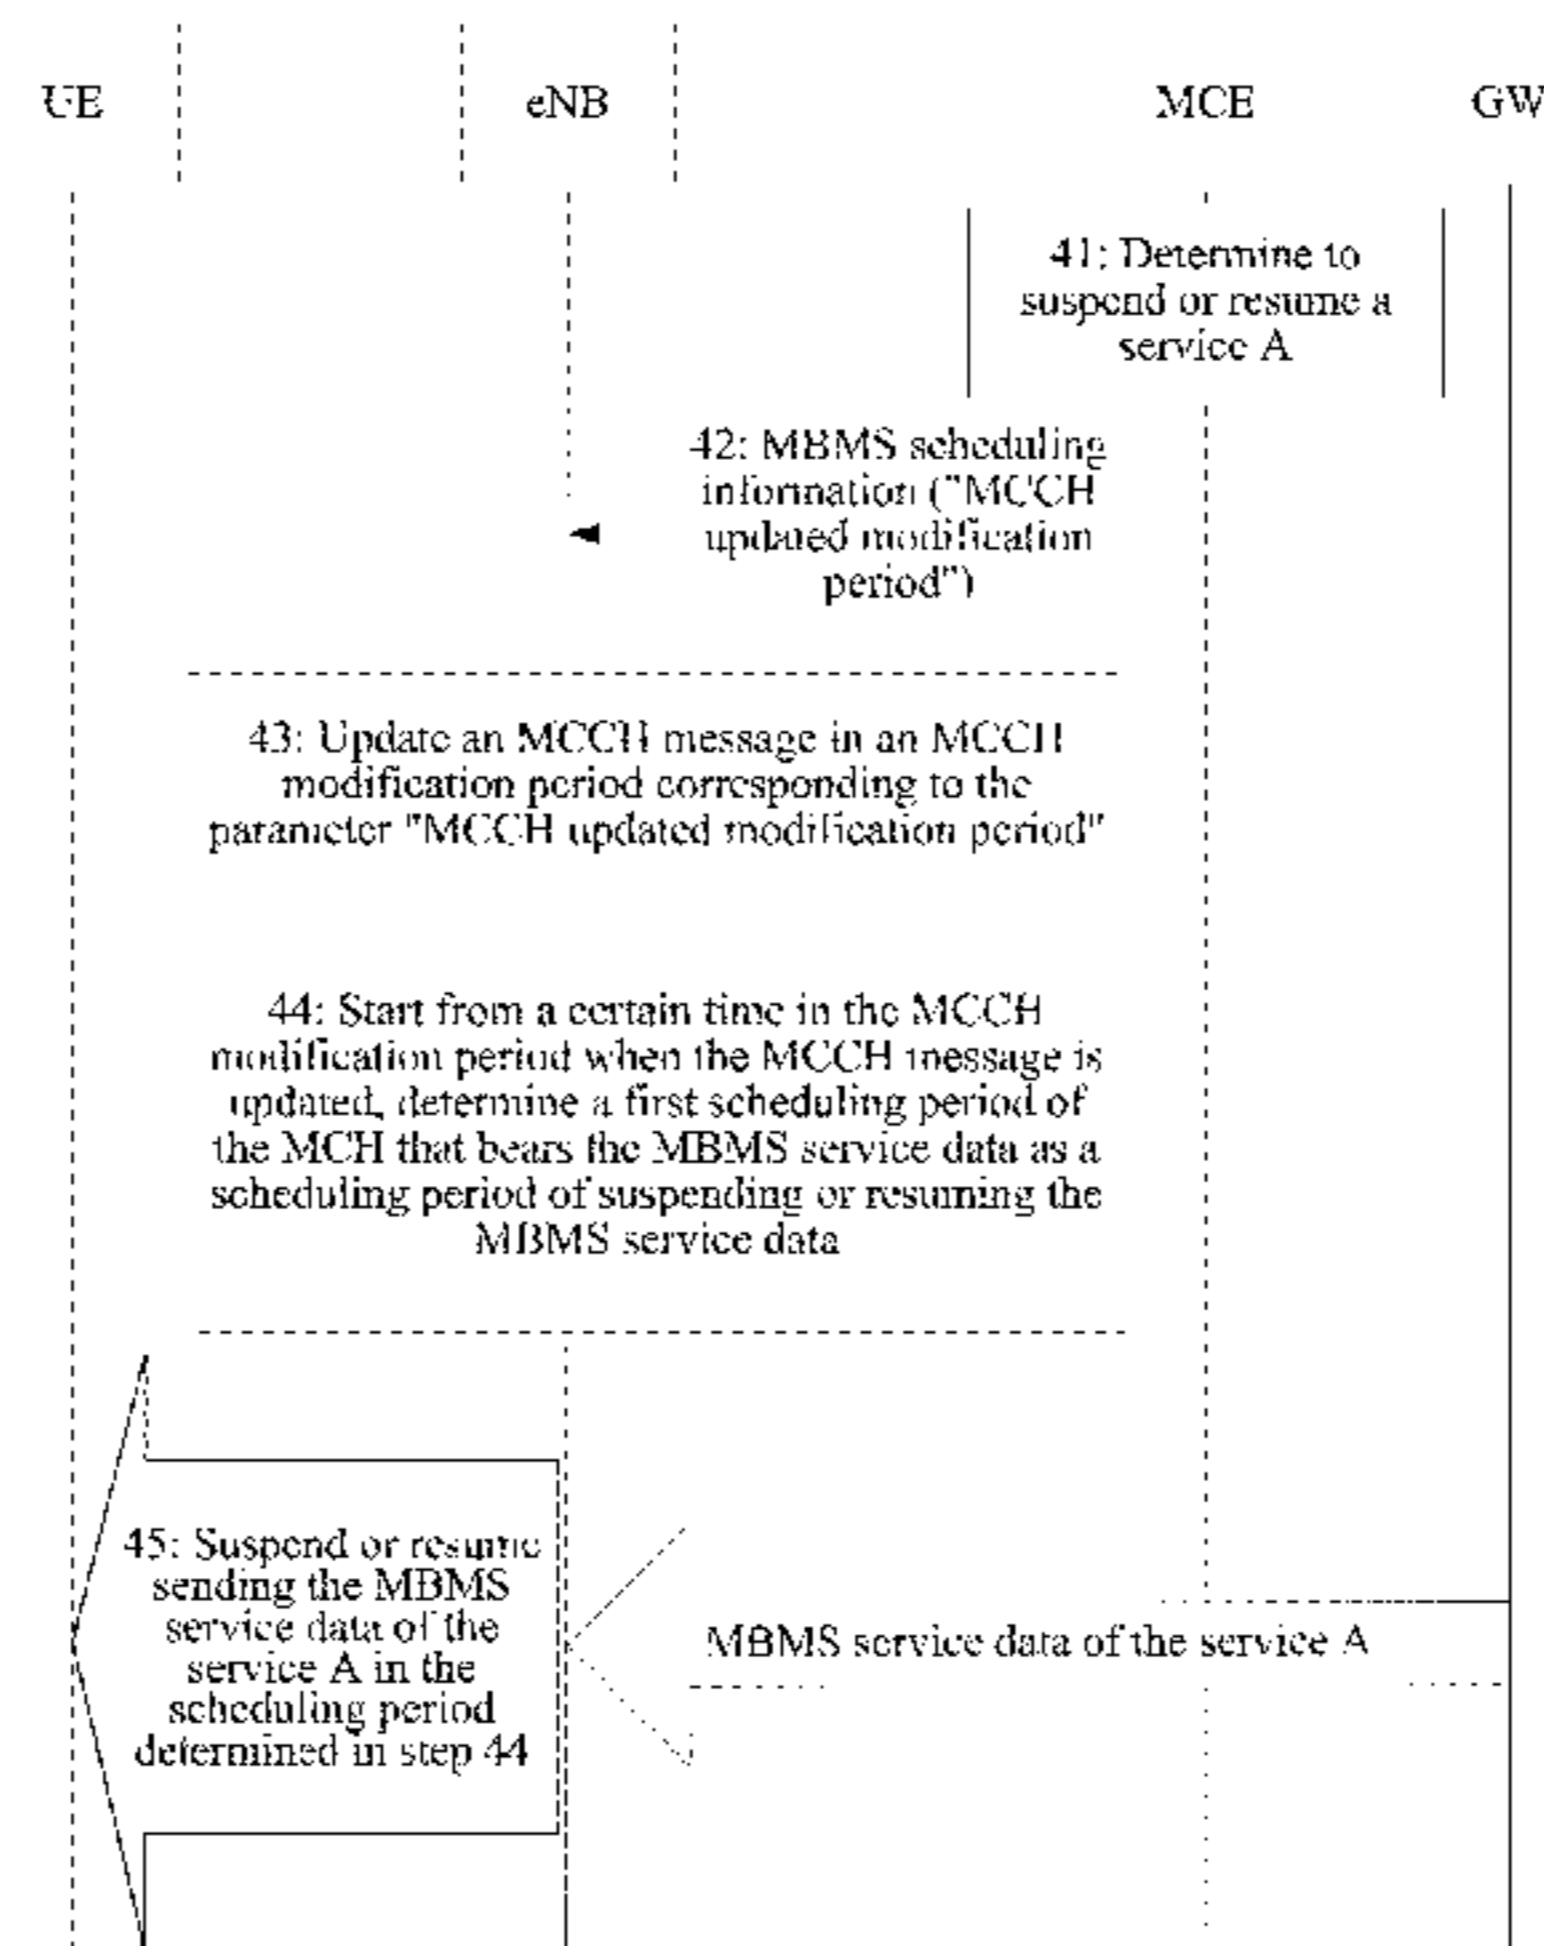 UE eNB MCE GW
41: Determine to
suspend or resume a
service A
42: MBMS scheduling
information ("MCCH
updated modification
period")
43: Update an MCCH message in an MCCH
modification period corresponding to the
parameter "MCCH updated modification period"
44: Start from a certain time in the MCCH
modification period when the MCCH message is
updated, determine a first scheduling period of
the MCH that bears the MBMS service data as a
scheduling period of suspending or resuming the
MBMS service data
45: Suspend or resume
sending the MBMS
service data of the
service A in the
scheduling period
determined in step 44
MBMS service data of the service A